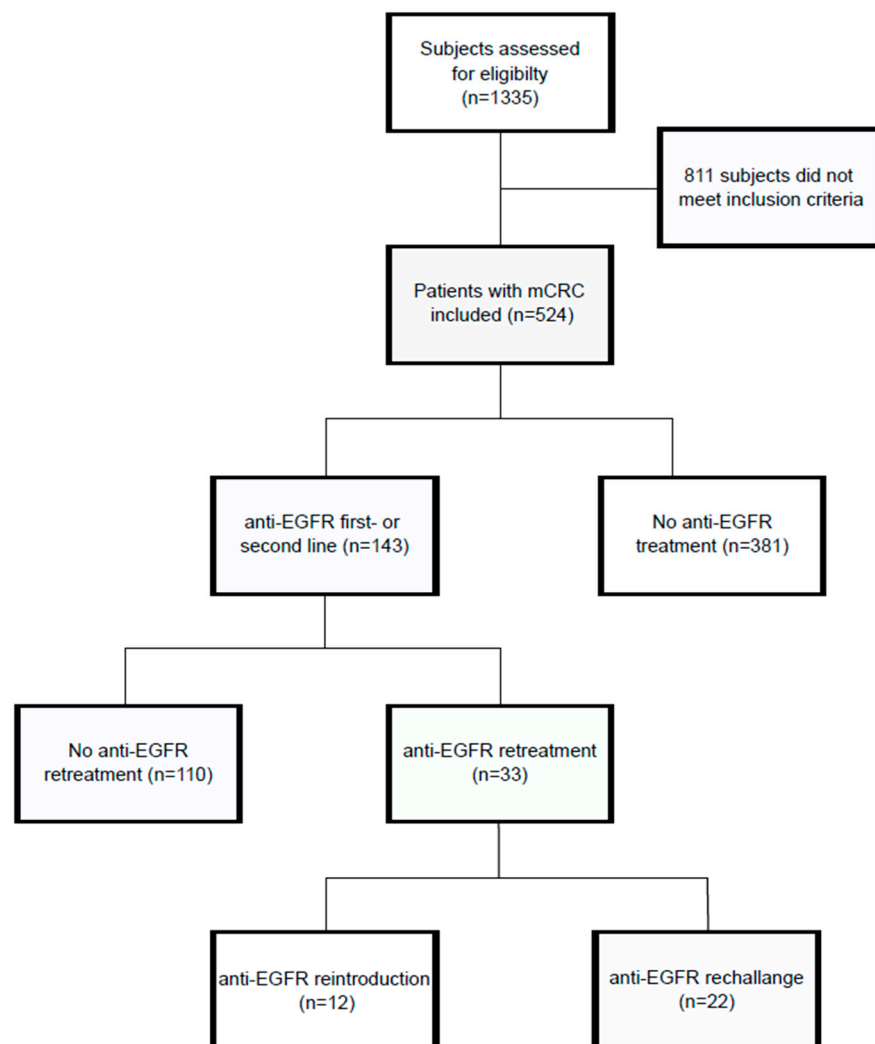 Subjects assessed
for eligibilty
(n=1335)
811 subjects did not
meet inclusion criteria
Patients with mCRC
included (n=524)
anti-EGFR first- or
second line (n=143)
No anti-EGFR
treatment (n=381)
No anti-EGFR
retreatment (n=110)
anti-EGFR retreatment
(n=33)
anti-EGFR reintroduction
(n=12)
anti-EGFR rechallange
(n=22)